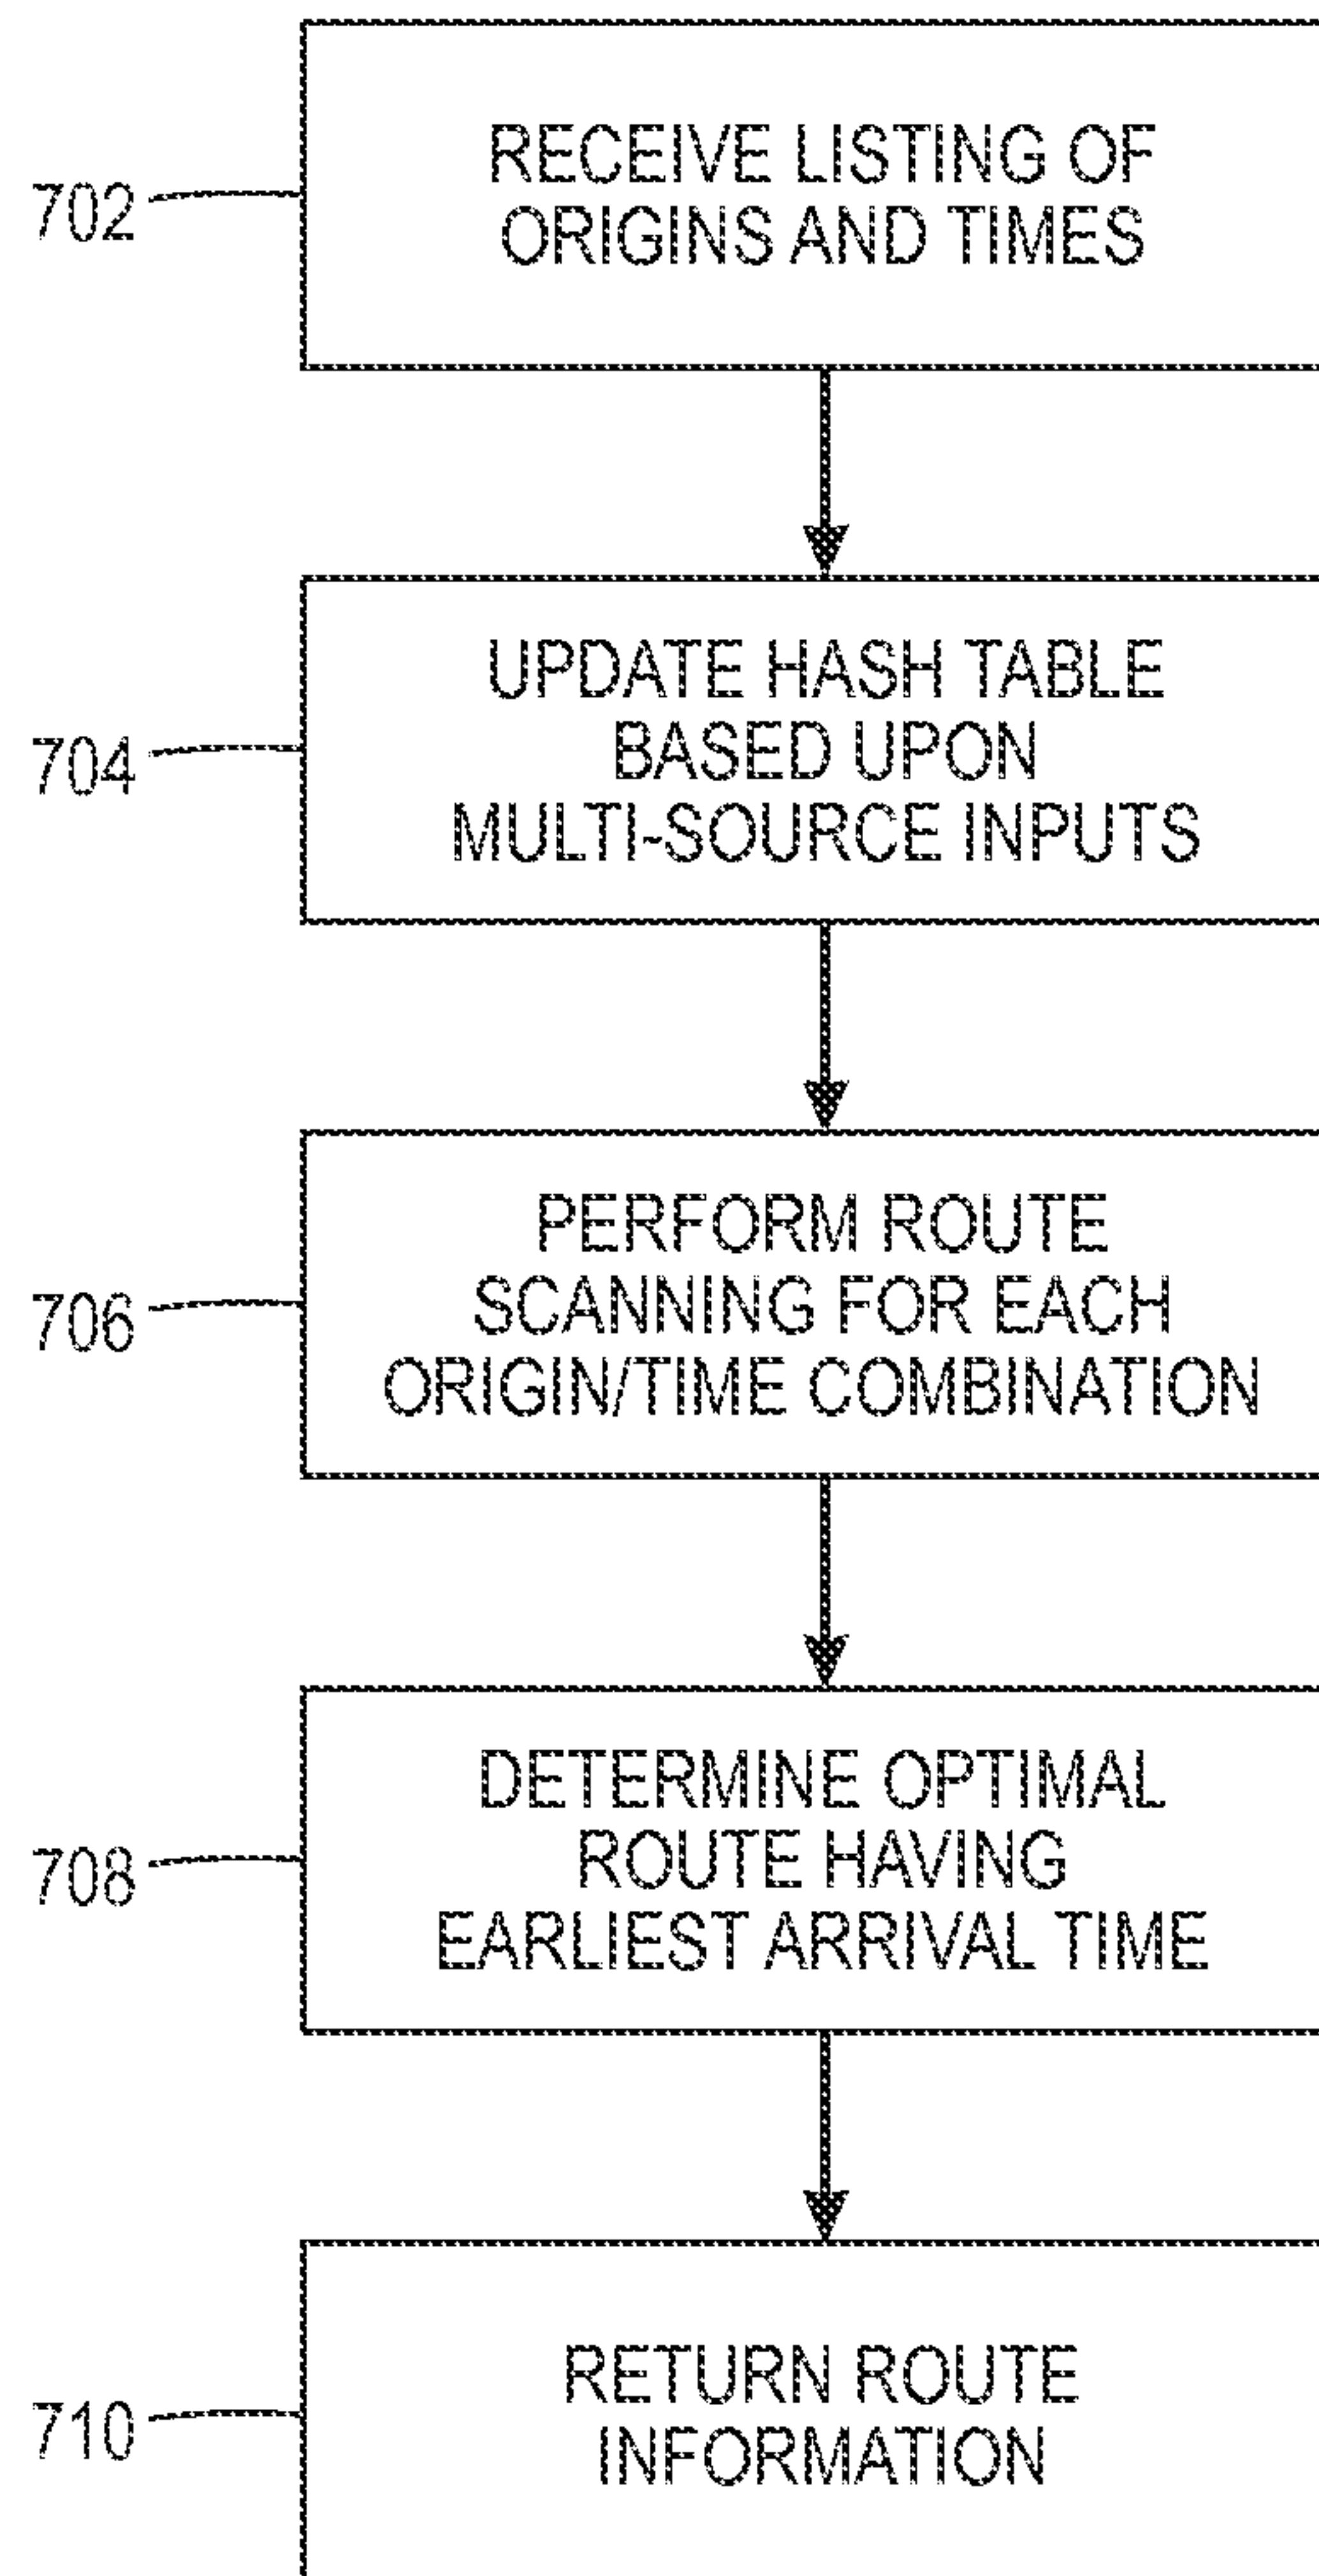 702
RECEIVE LISTING OF
ORIGINS AND TIMES
704
UPDATE HASH TABLE
BASED UPON
MULTI-SOURCE INPUTS
706
PERFORM ROUTE
SCANNING FOR EACH
ORIGIN/TIME COMBINATION
708
DETERMINE OPTIMAL
ROUTE HAVING
EARLIEST ARRIVAL TIME
710
RETURN ROUTE
INFORMATION